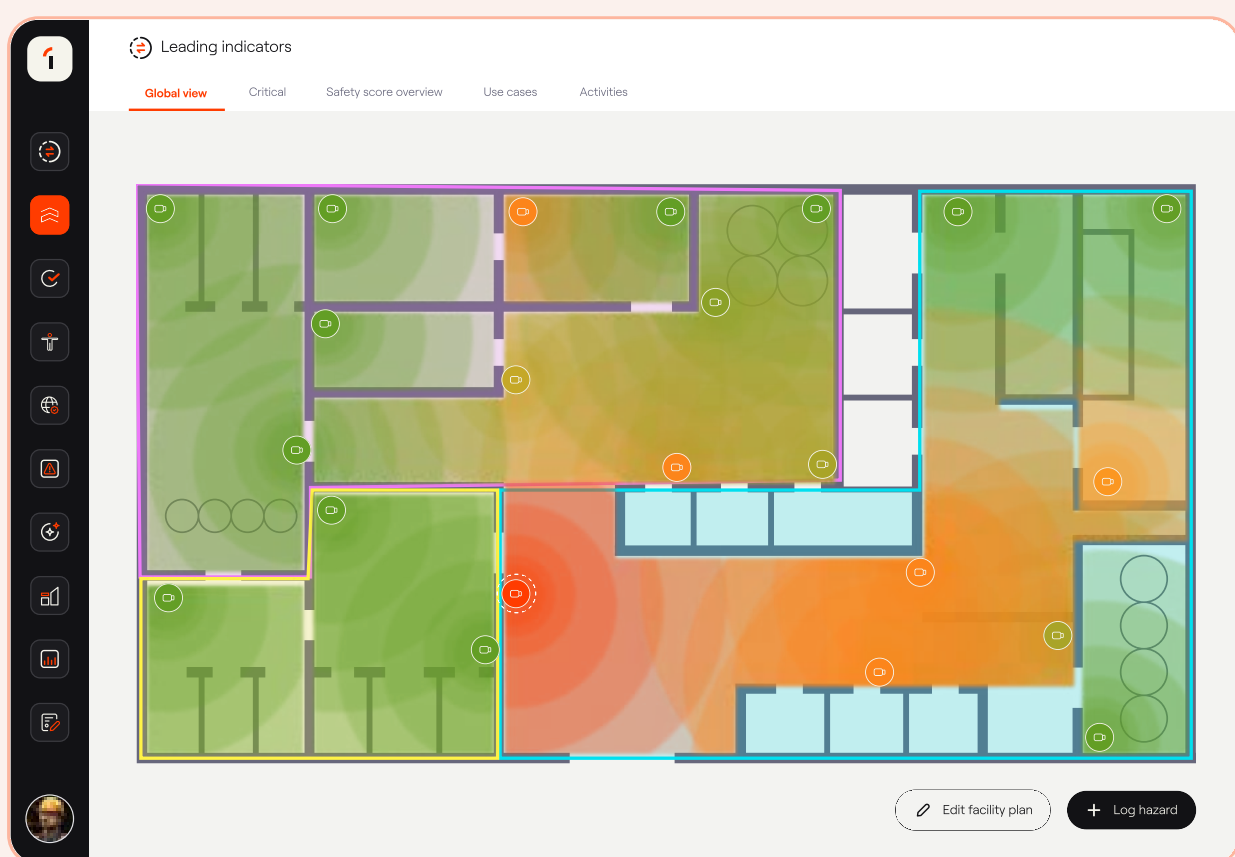 Leading indicators
Global view
Critical
Safety score overview
Use cases
Activities
Edit facility plan
Log hazard